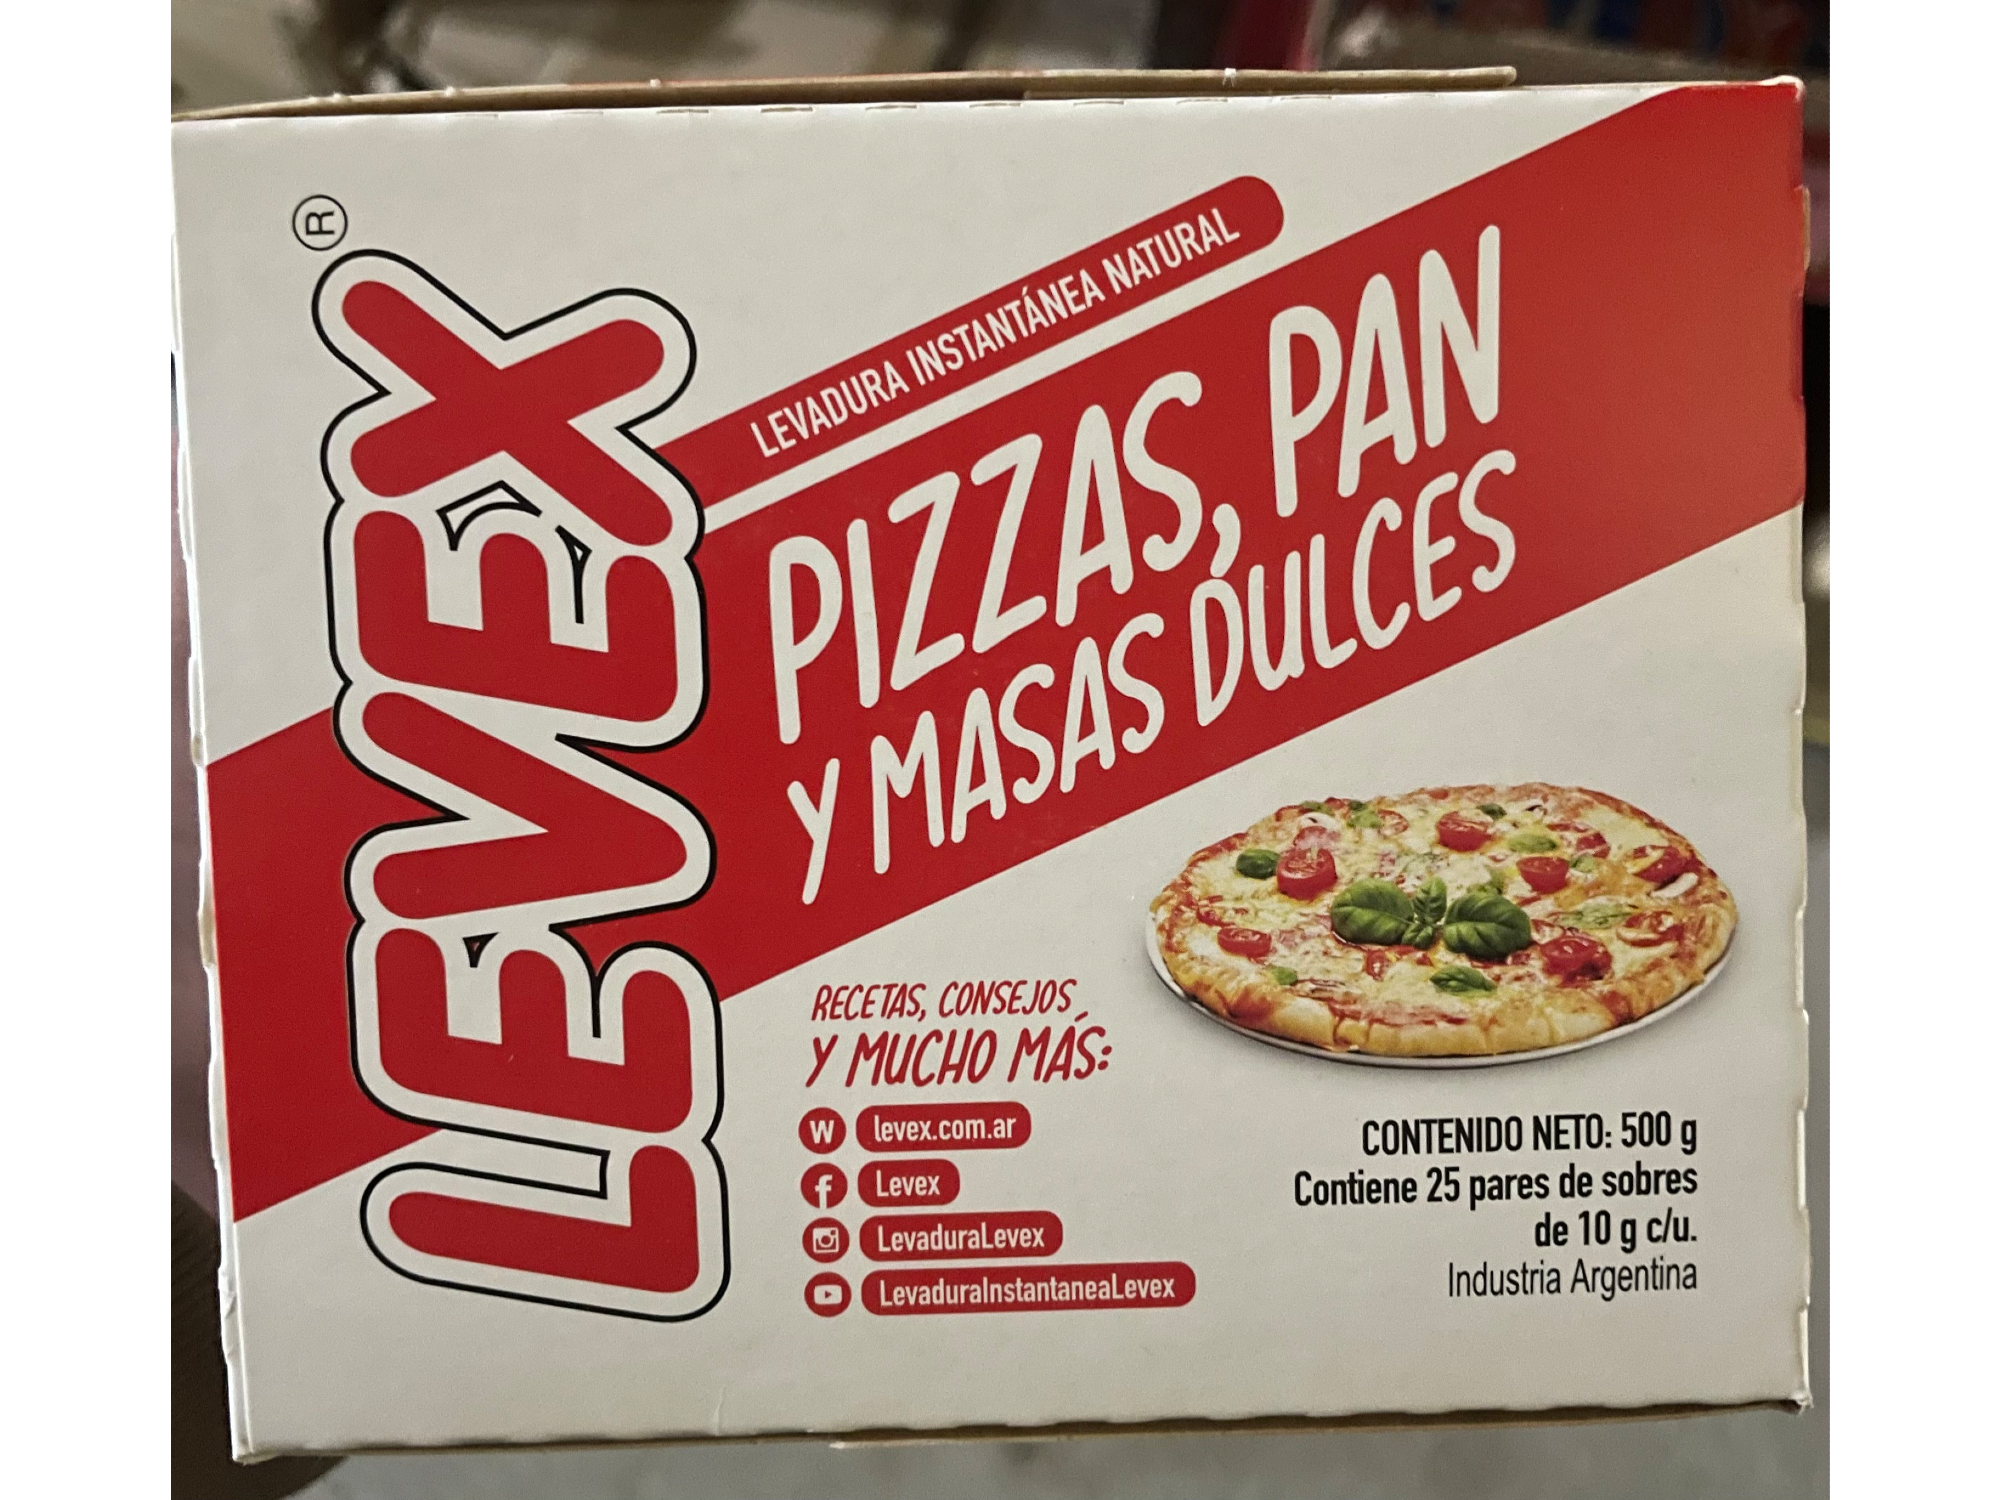 LEVEX®
LEVADURA INSTANTÁNEA NATURAL
PIZZAS, PAN
Y MASAS DULCES
RECETAS, CONSEJOS
Y MUCHO MÁS:
W levex.com.ar
f Levex
LevaduraLevex
LevaduraInstantaneaLevex
CONTENIDO NETO: 500 g
Contiene 25 pares de sobres
de 10 g c/u.
Industria Argentina